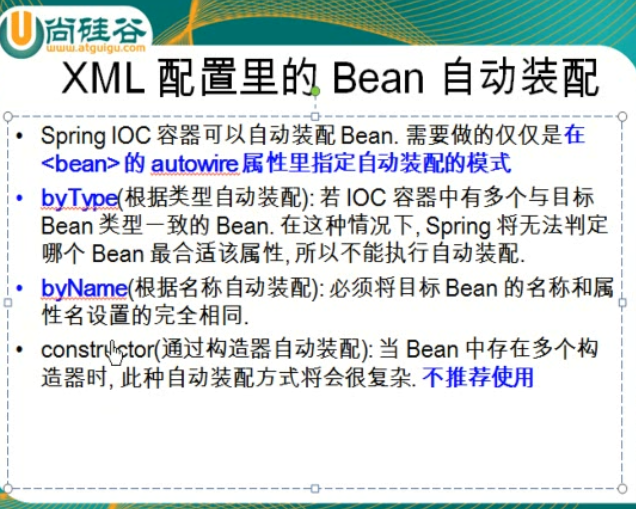 尚硅谷
www.atguigu.com
XML 配置里的 Bean 自动装配
• Spring IOC 容器可以自动装配 Bean. 需要做的仅仅是在
<bean> 的 autowire 属性里指定自动装配的模式
• byType(根据类型自动装配): 若 IOC 容器中有多个与目标
Bean 类型一致的 Bean. 在这种情况下, Spring 将无法判定
哪个 Bean 最合适该属性, 所以不能执行自动装配.
• byName(根据名称自动装配): 必须将目标 Bean 的名称和属
性名设置的完全相同.
• constructor(通过构造器自动装配): 当 Bean 中存在多个构
造器时, 此种自动装配方式将会很复杂. 不推荐使用